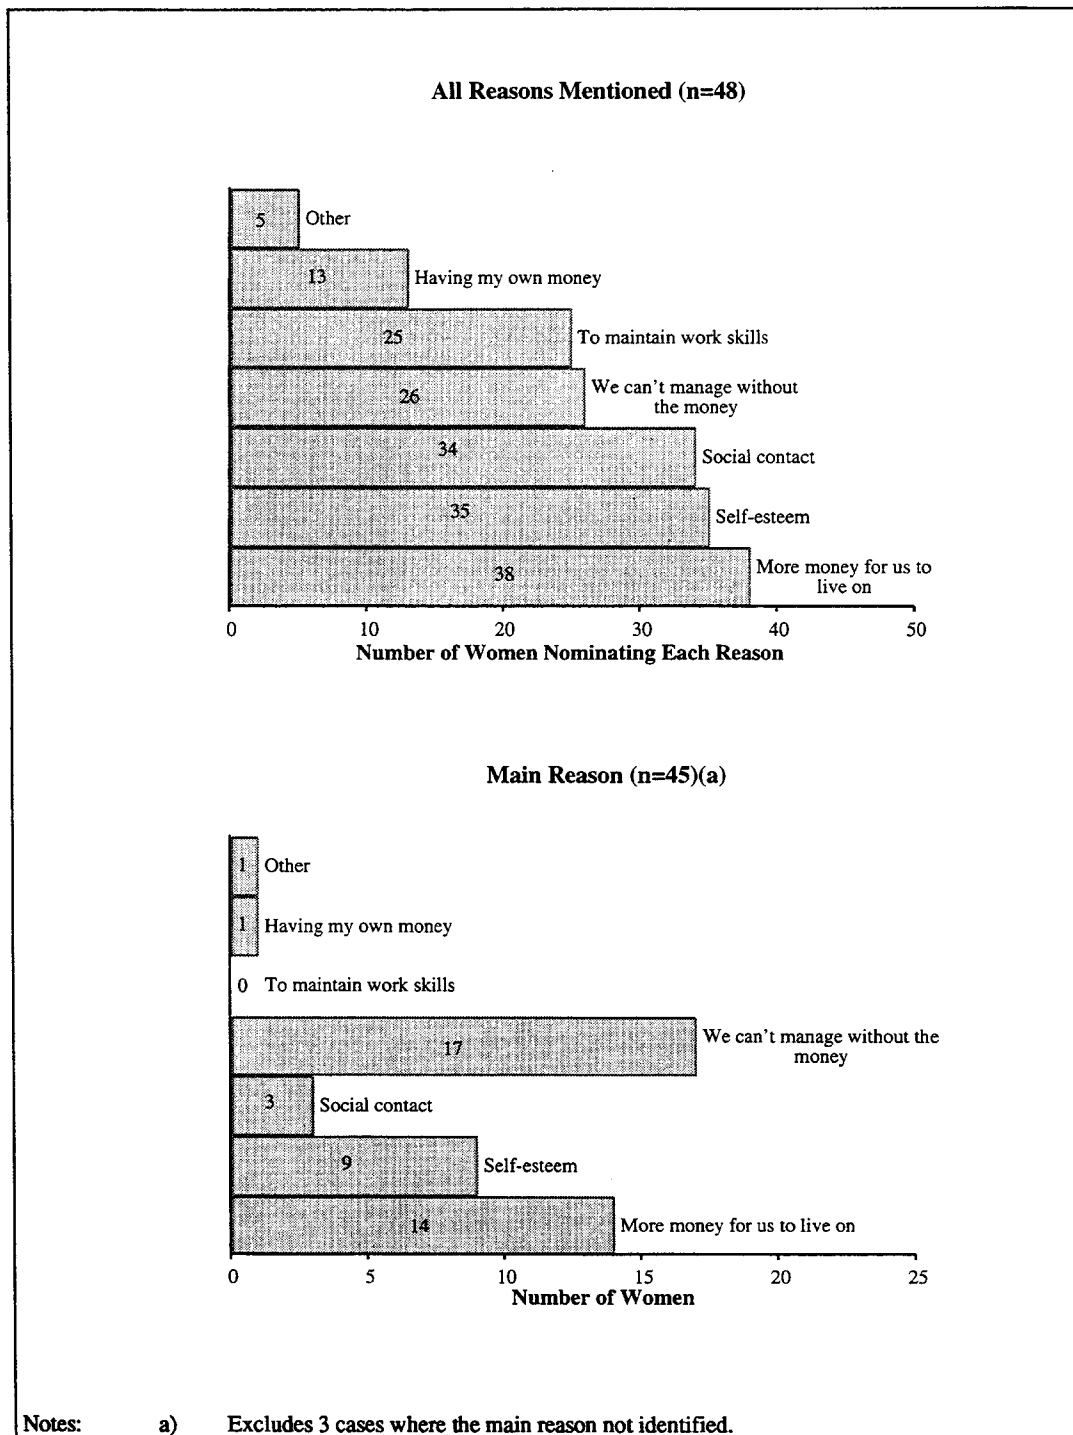 All Reasons Mentioned (n=48)
5 Other
13 Having my own money
25 To maintain work skills
26 We can't manage without
the money
34 Social contact
35 Self-esteem
38 More money for us to
live on
0 10 20 30 40 50
Number of Women Nominating Each Reason
Main Reason (n=45)(a)
1 Other
1 Having my own money
0 To maintain work skills
17 We can't manage without the
money
3 Social contact
9 Self-esteem
14 More money for us to live on
0 5 10 15 20 25
Number of Women
Notes: a) Excludes 3 cases where the main reason not identified.